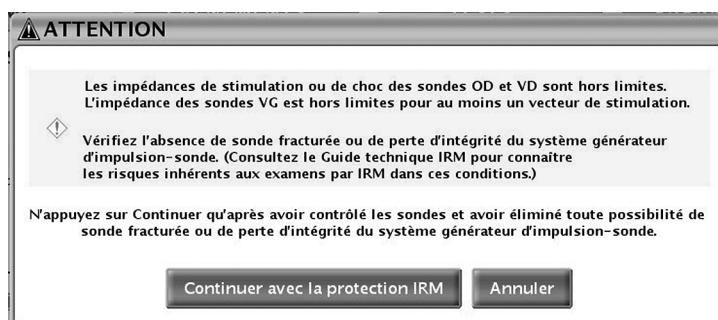 ATTENTION
Les impédances de stimulation ou de choc des sondes OD et VD sont hors limites.
L'impédance des sondes VG est hors limites pour au moins un vecteur de stimulation.
Vérifiez l'absence de sonde fracturée ou de perte d'intégrité du système générateur
d'impulsion-sonde. (Consultez le Guide technique IRM pour connaître
les risques inhérents aux examens par IRM dans ces conditions.)
N'appuyez sur Continuer qu'après avoir contrôlé les sondes et avoir éliminé toute possibilité de
sonde fracturée ou de perte d'intégrité du système générateur d'impulsion-sonde.
Continuer avec la protection IRM
Annuler